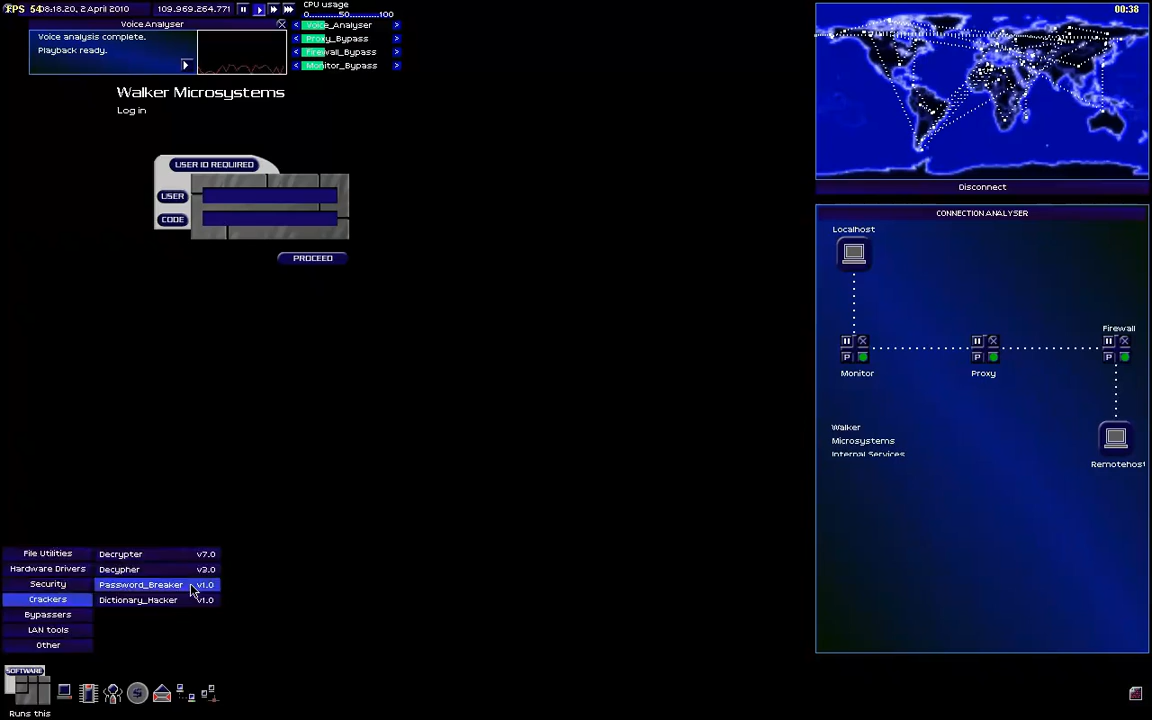 FPS 54
08:18.20, 2 April 2010
109.969.264.771
CPU usage
0........50.......100
00:38
Voice Analyser
Voice analysis complete.
Playback ready.
< Voice_Analyser >
< Proxy_Bypass >
< Firewall_Bypass >
< Monitor_Bypass >
Walker Microsystems
Log in
USER ID REQUIRED
USER
CODE
PROCEED
Disconnect
CONNECTION ANALYSER
Localhost
Firewall
P
P
P
Monitor
Proxy
Walker
Microsystems
Internal Services
Remotehost
File Utilities
Hardware Drivers
Security
Crackers
Bypassers
LAN tools
Other
Decrypter v7.0
Decypher v3.0
Password_Breaker v1.0
Dictionary_Hacker v1.0
SOFTWARE
Runs this